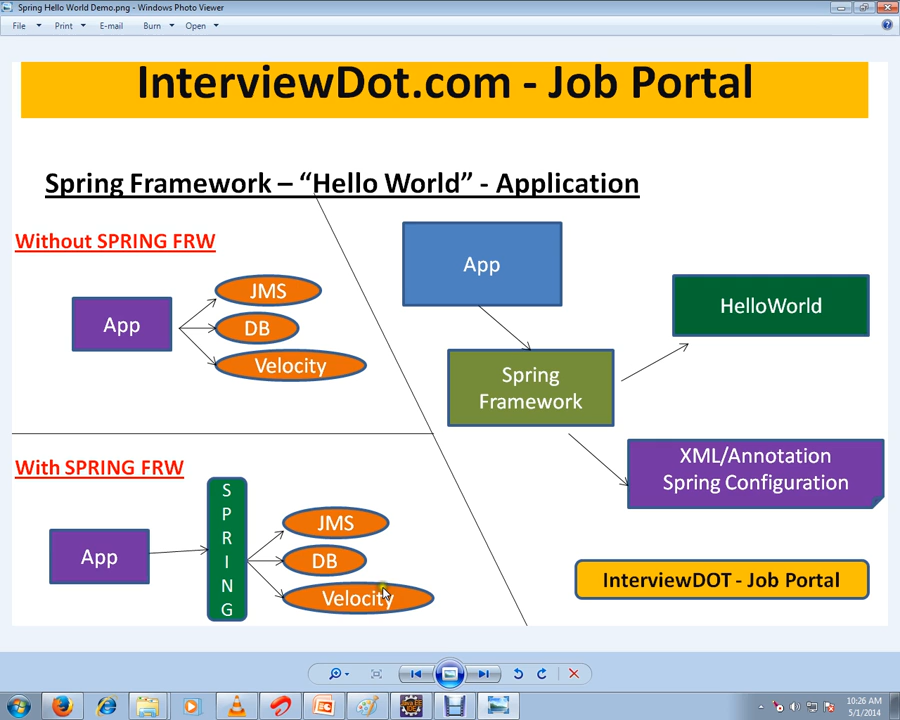 Spring Hello World Demo.png - Windows Photo Viewer
File Print E-mail Burn Open
InterviewDot.com - Job Portal
Spring Framework – “Hello World” - Application
Without SPRING FRW
App
JMS
DB
Velocity
With SPRING FRW
App
S
P
R
I
N
G
JMS
DB
Velocity
App
Spring
Framework
HelloWorld
XML/Annotation
Spring Configuration
InterviewDOT - Job Portal
10:26 AM
5/1/2014